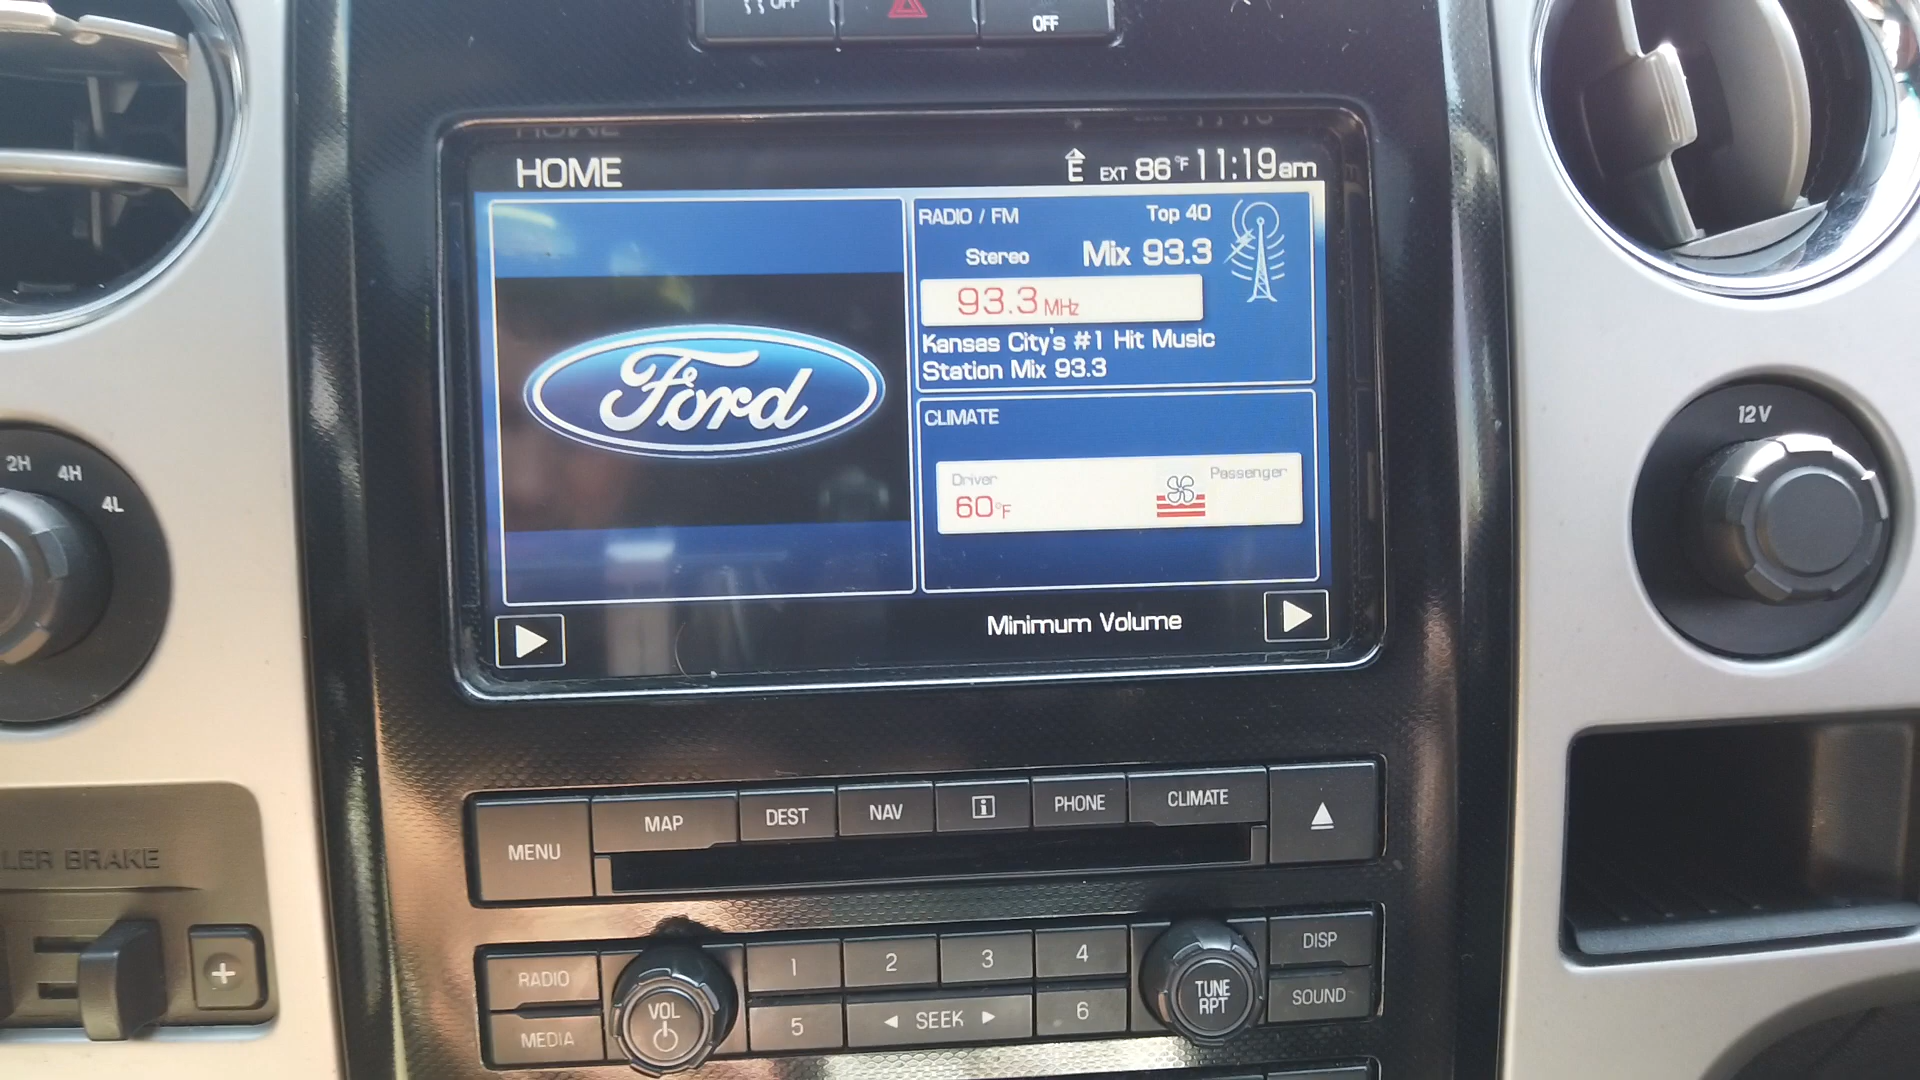 OFF
OFF
HOME
E EXT 86°F 11:19am
RADIO / FM
Top 40
Stereo
Mix 93.3
93.3 MHz
Kansas City's #1 Hit Music
Station Mix 93.3
Ford
CLIMATE
Driver
Passenger
60°F
Minimum Volume
2H
4H
4L
12V
MENU
MAP
DEST
NAV
i
PHONE
CLIMATE
LER BRAKE
+
RADIO
MEDIA
VOL
1
2
3
4
5
SEEK
6
TUNE
RPT
DISP
SOUND